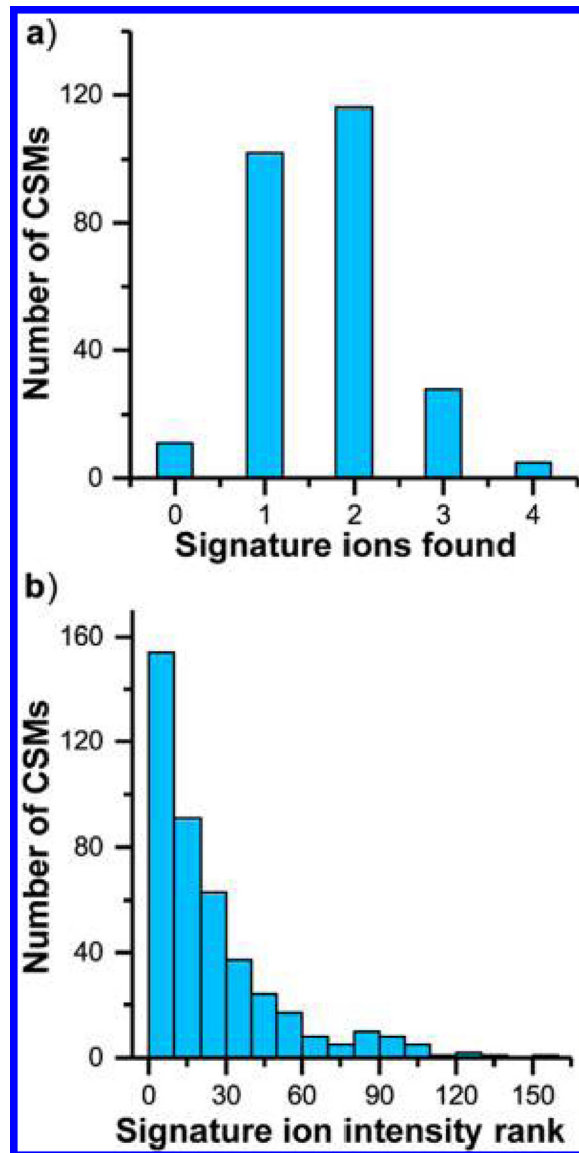 a)
Number of CSMs
120
80
40
0
0 1 2 3 4
Signature ions found
b)
Number of CSMs
160
120
80
40
0
0 30 60 90 120 150
Signature ion intensity rank